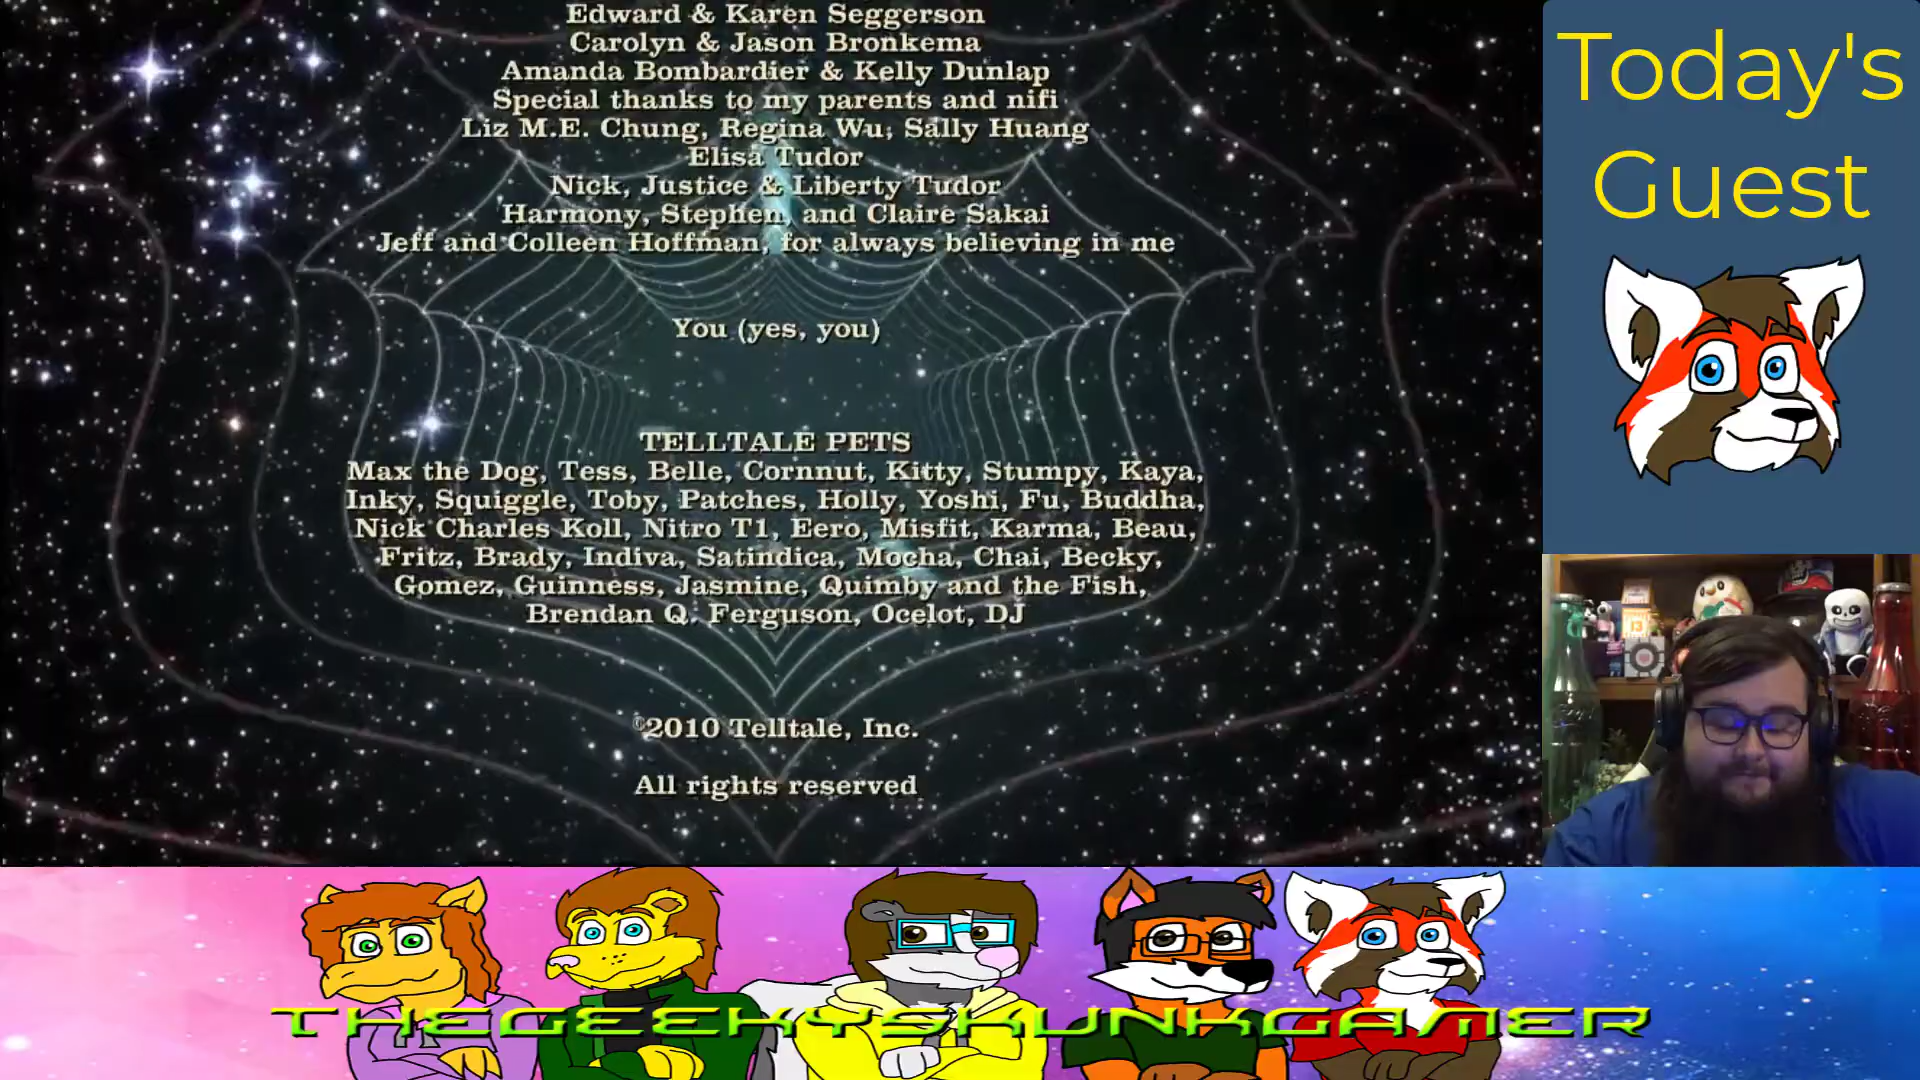 Edward & Karen Seggerson
Carolyn & Jason Bronkema
Amanda Bombardier & Kelly Dunlap
Special thanks to my parents and nifi
Liz M.E. Chung, Regina Wu, Sally Huang
Elisa Tudor
Nick, Justice & Liberty Tudor
Harmony, Stephen, and Claire Sakai
Jeff and Colleen Hoffman, for always believing in me
You (yes, you)
TELLTALE PETS
Max the Dog, Tess, Belle, Cornnut, Kitty, Stumpy, Kaya,
Inky, Squiggle, Toby, Patches, Holly, Yoshi, Fu, Buddha,
Nick Charles Koll, Nitro T1, Eero, Misfit, Karma, Beau,
Fritz, Brady, Indiva, Satindica, Mocha, Chai, Becky,
Gomez, Guinness, Jasmine, Quimby and the Fish,
Brendan Q. Ferguson, Ocelot, DJ
©2010 Telltale, Inc.
All rights reserved
Today's
Guest
THEGEEKYSKUNKGAMER